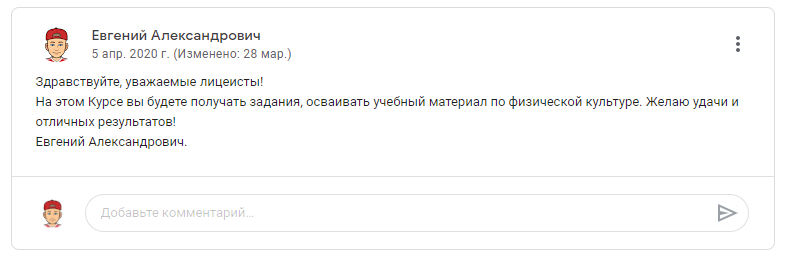 Евгений Александрович
5 апр. 2020 г. (Изменено: 28 мар.)
Здравствуйте, уважаемые лицеисты!
На этом Курсе вы будете получать задания, осваивать учебный материал по физической культуре. Желаю удачи и
отличных результатов!
Евгений Александрович.
Добавьте комментарий...